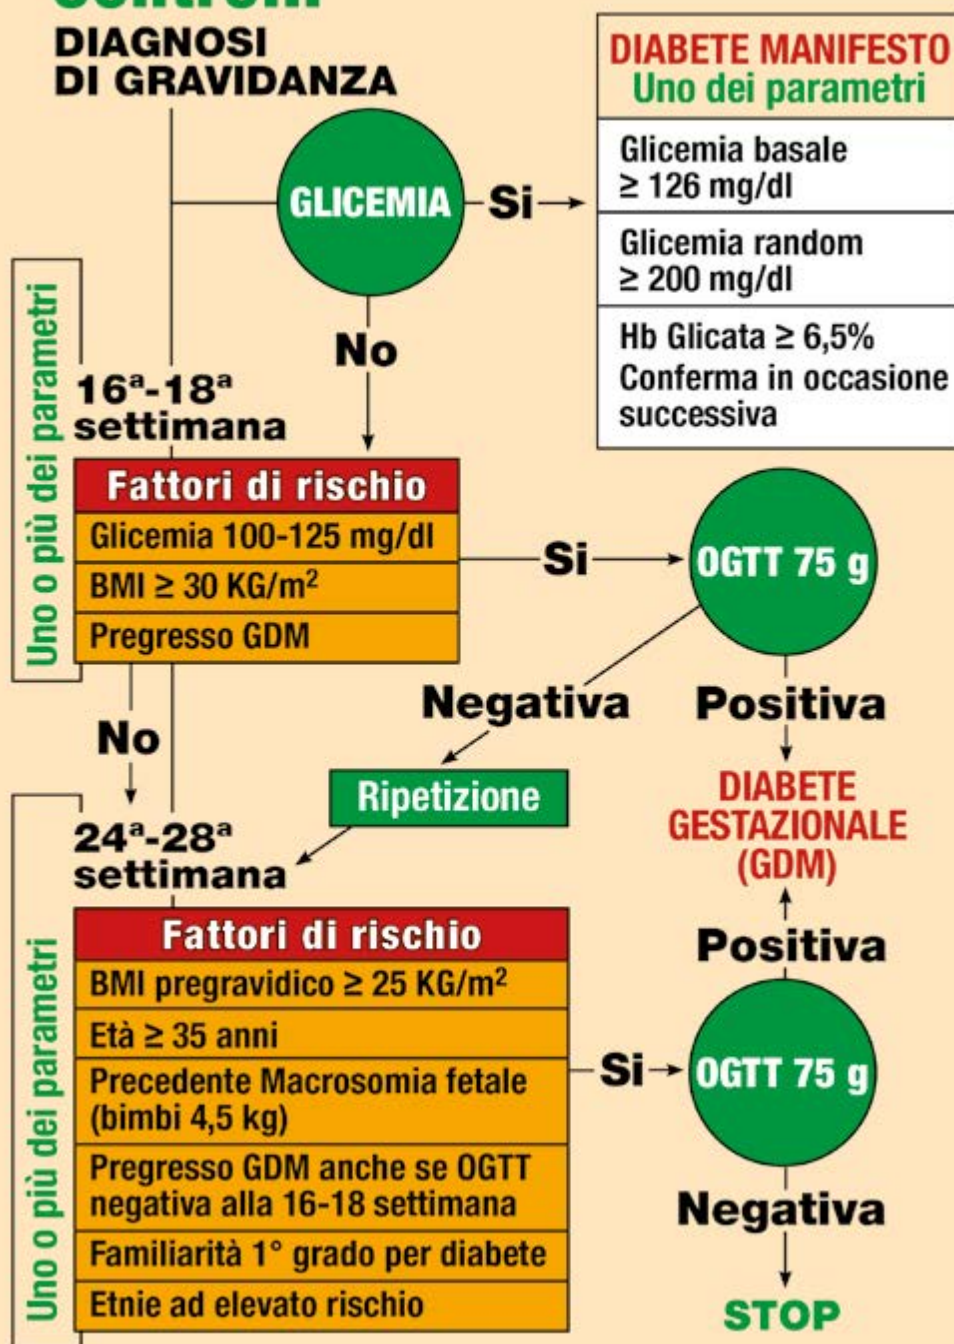 DIAGNOSI
DI GRAVIDANZA
GLICEMIA
Si
DIABETE MANIFESTO
Uno dei parametri
Glicemia basale
≥ 126 mg/dl
Glicemia random
≥ 200 mg/dl
Hb Glicata ≥ 6,5%
Conferma in occasione
successiva
No
Uno o più dei parametri
16ª-18ª
settimana
Fattori di rischio
Glicemia 100-125 mg/dl
BMI ≥ 30 KG/m²
Pregresso GDM
Si
OGTT 75 g
Negativa
Positiva
No
Ripetizione
DIABETE
GESTAZIONALE
(GDM)
Uno o più dei parametri
24ª-28ª
settimana
Fattori di rischio
BMI pregravidico ≥ 25 KG/m²
Età ≥ 35 anni
Precedente Macrosomia fetale
(bimbi 4,5 kg)
Pregresso GDM anche se OGTT
negativa alla 16-18 settimana
Familiarità 1° grado per diabete
Etnie ad elevato rischio
Si
Positiva
OGTT 75 g
Negativa
STOP